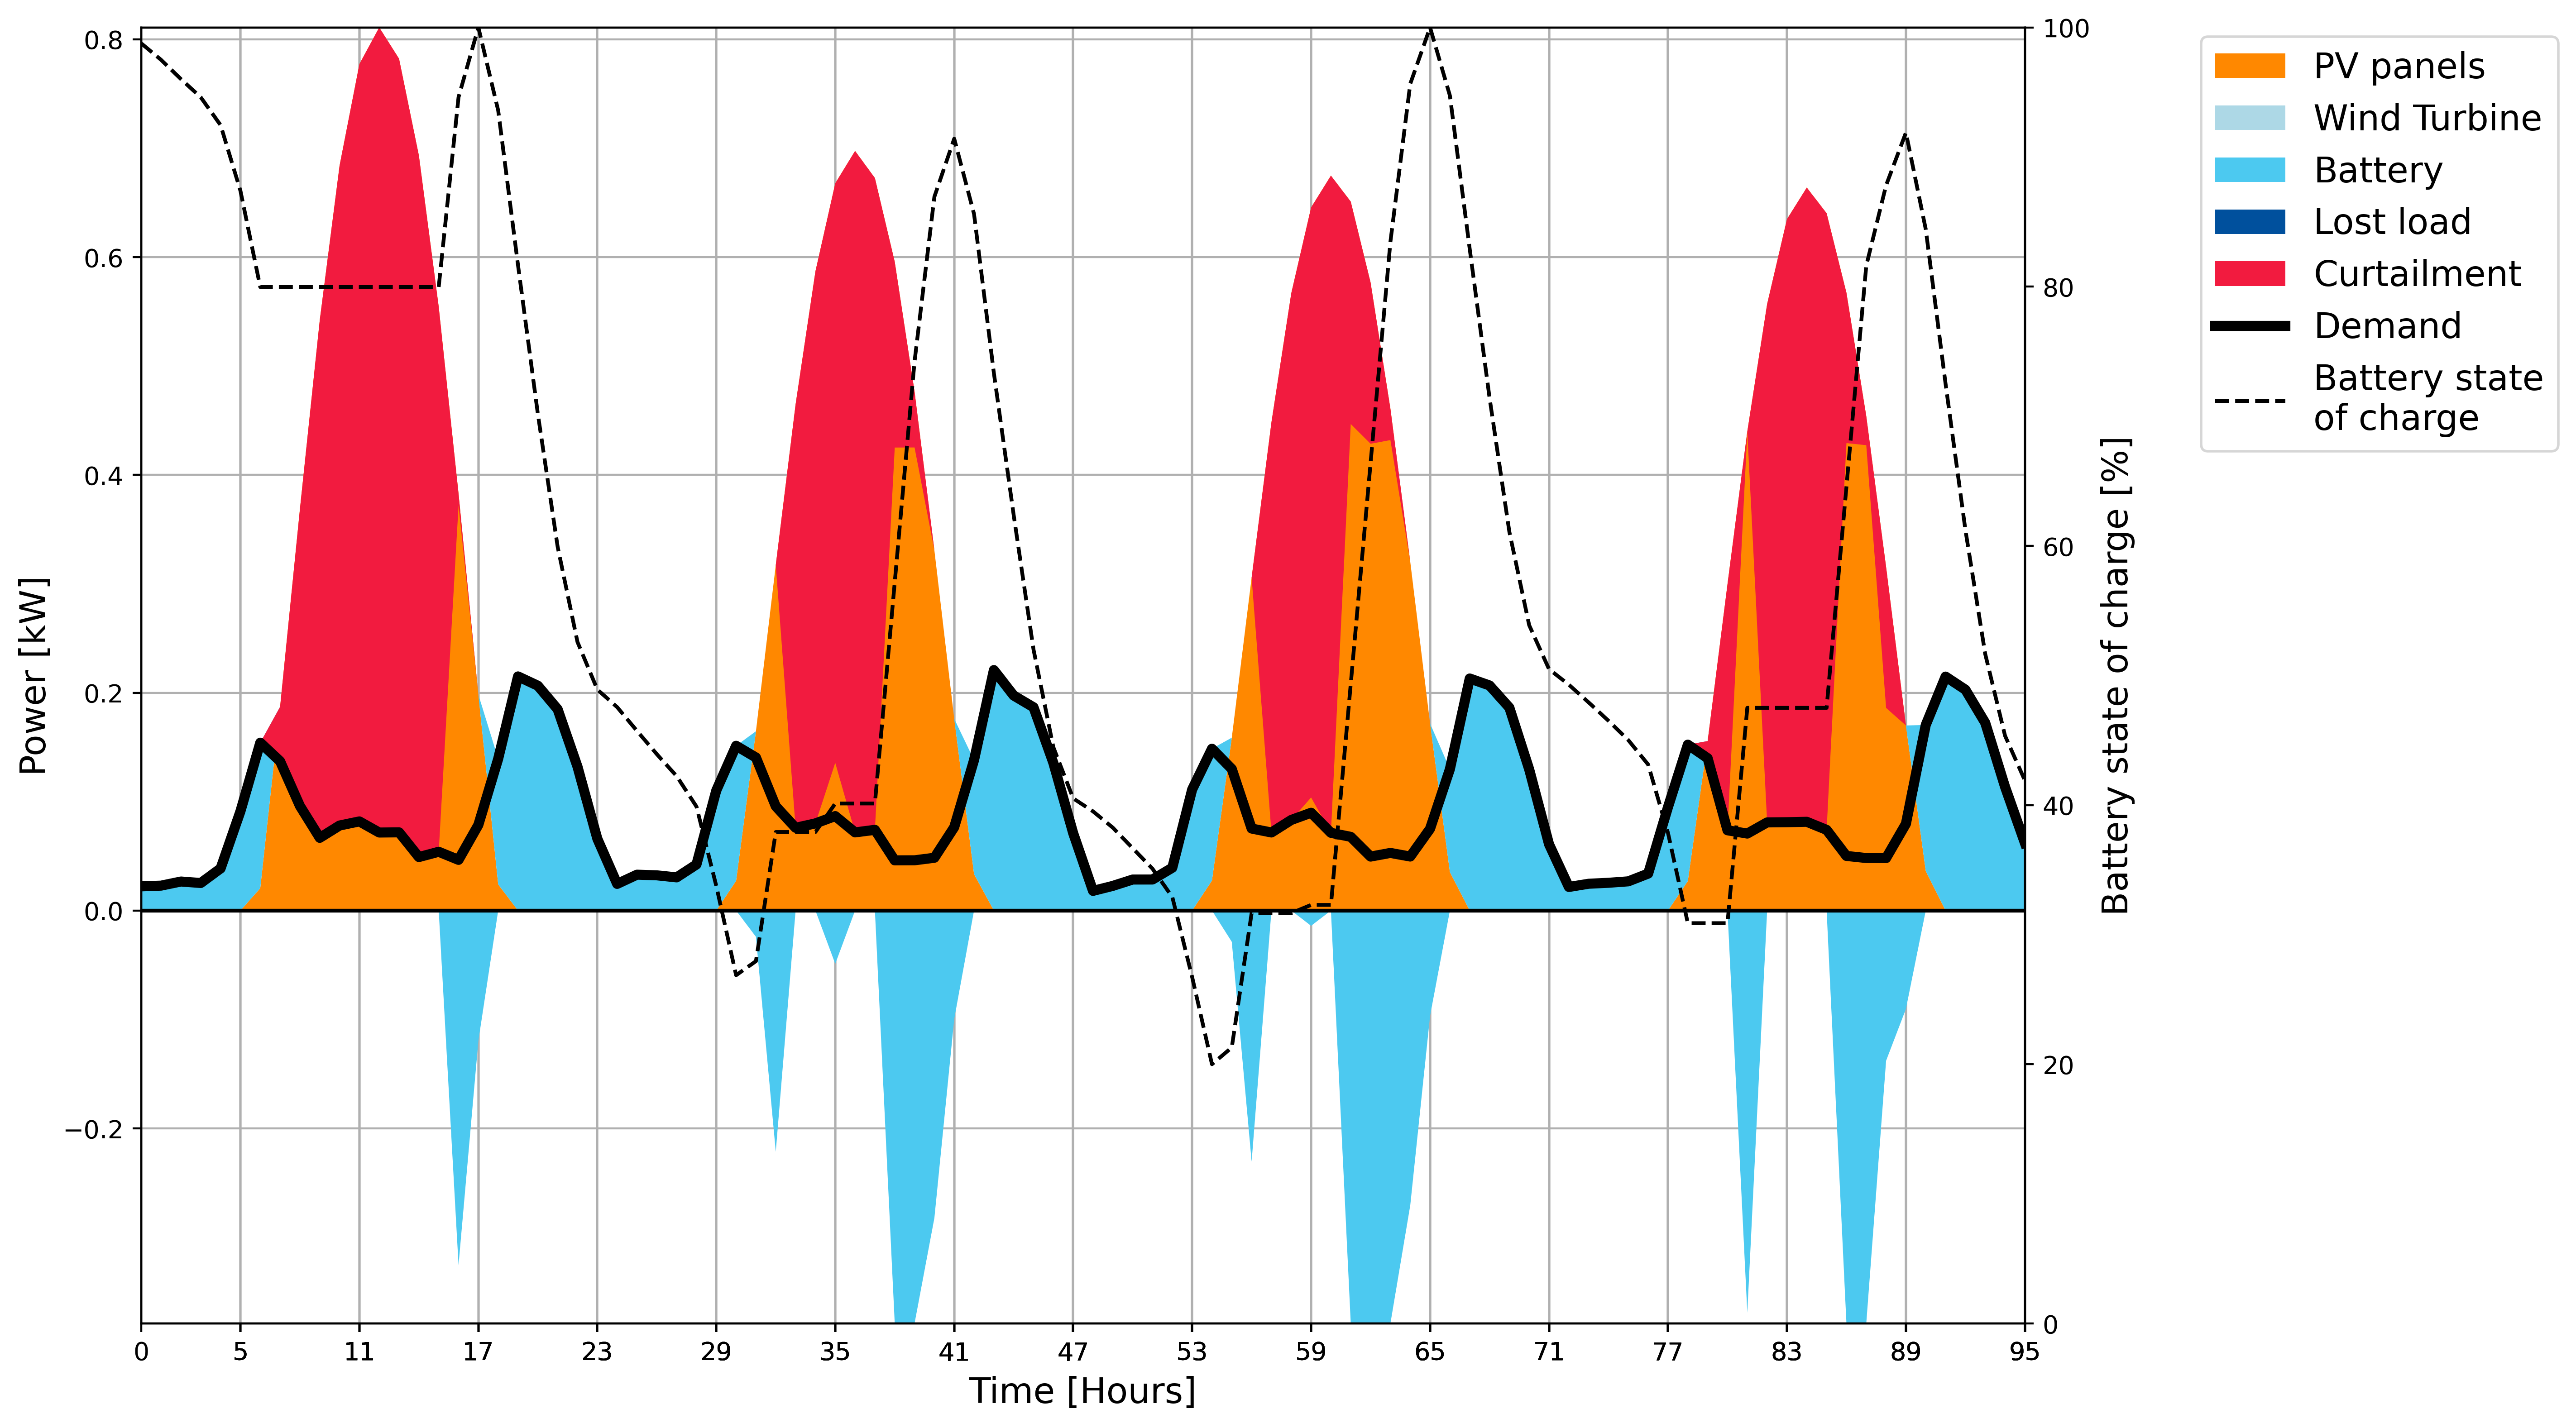 0.8
0.6
0.4
0.2
0.0
−0.2
Power [kW]
0 5 11 17 23 29 35 41 47 53 59 65 71 77 83 89 95
Time [Hours]
100
80
60
40
20
0
Battery state of charge [%]
PV panels
Wind Turbine
Battery
Lost load
Curtailment
Demand
Battery state
of charge